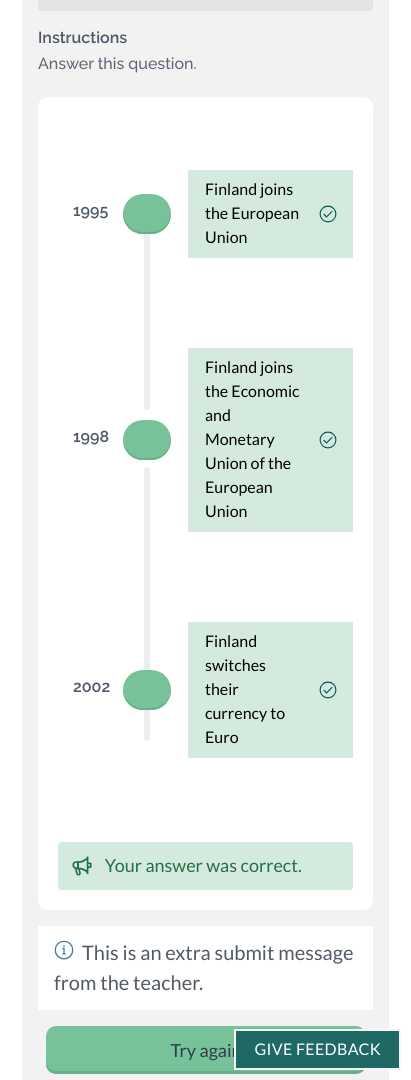 Instructions
Answer this question.
1995
Finland joins
the European
Union
1998
Finland joins
the Economic
and
Monetary
Union of the
European
Union
2002
Finland
switches
their
currency to
Euro
Your answer was correct.
This is an extra submit message
from the teacher.
Try again
GIVE FEEDBACK